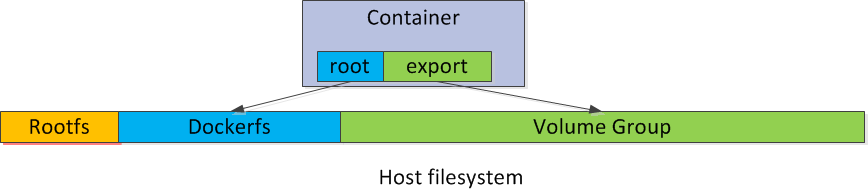 Container
root export
Rootfs Dockerfs Volume Group
Host filesystem